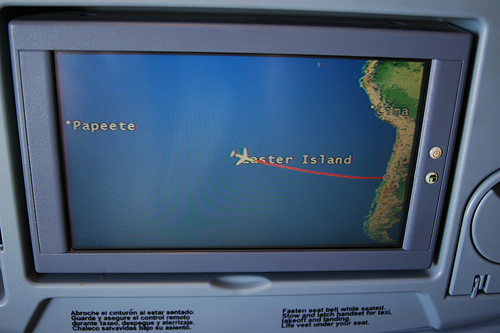 Papeete
Lima
Easter Island
Abroche el cinturón al estar sentado.
Guarde y asegure el control remoto
durante taxeo, despegue y aterrizaje.
Chaleco salvavidas bajo su asiento.
Fasten seat belt while seated.
Stow and latch handset for taxi,
takeoff and landing.
Life vest under your seat.